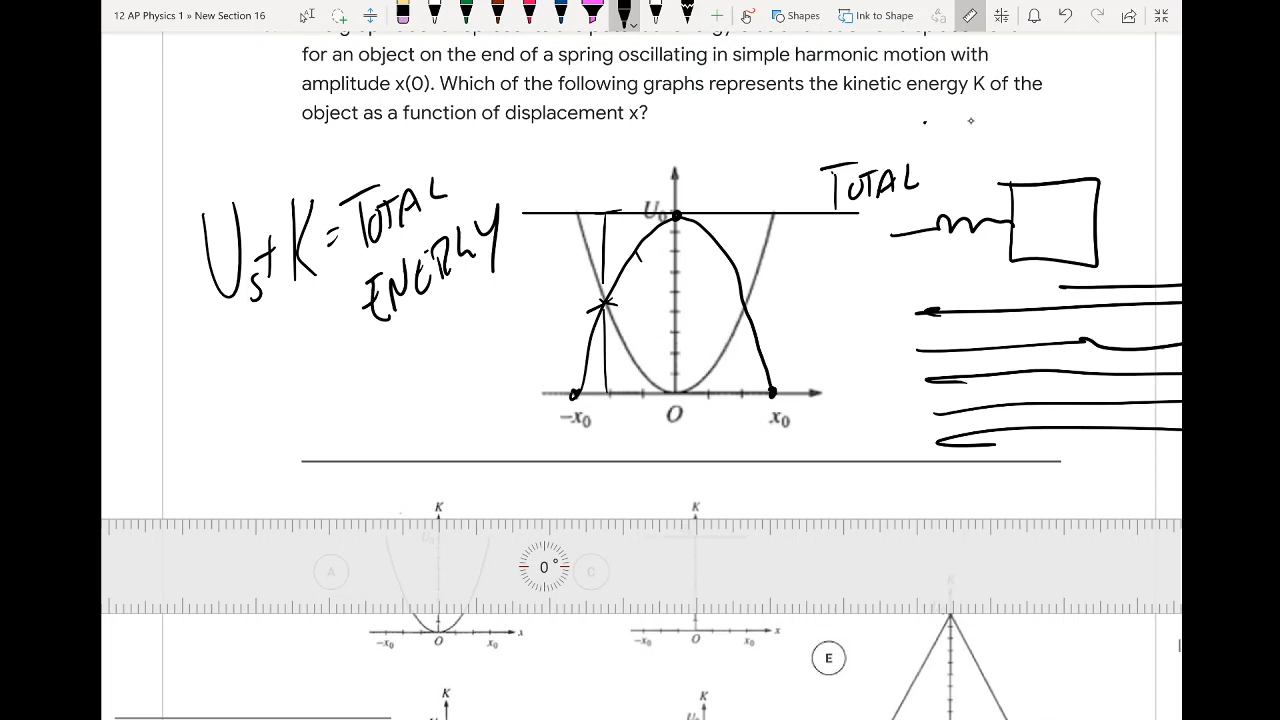 12 AP Physics 1 » New Section 16
Shapes
Ink to Shape
for an object on the end of a spring oscillating in simple harmonic motion with
amplitude x(0). Which of the following graphs represents the kinetic energy K of the
object as a function of displacement x?
Us + K = TOTAL
ENERGY
TOTAL
U₀
−x₀ O x₀
K K
U₀
A 0° C
K
−x₀ O x₀ x
−x₀ O x₀ x
E
K K
U₀